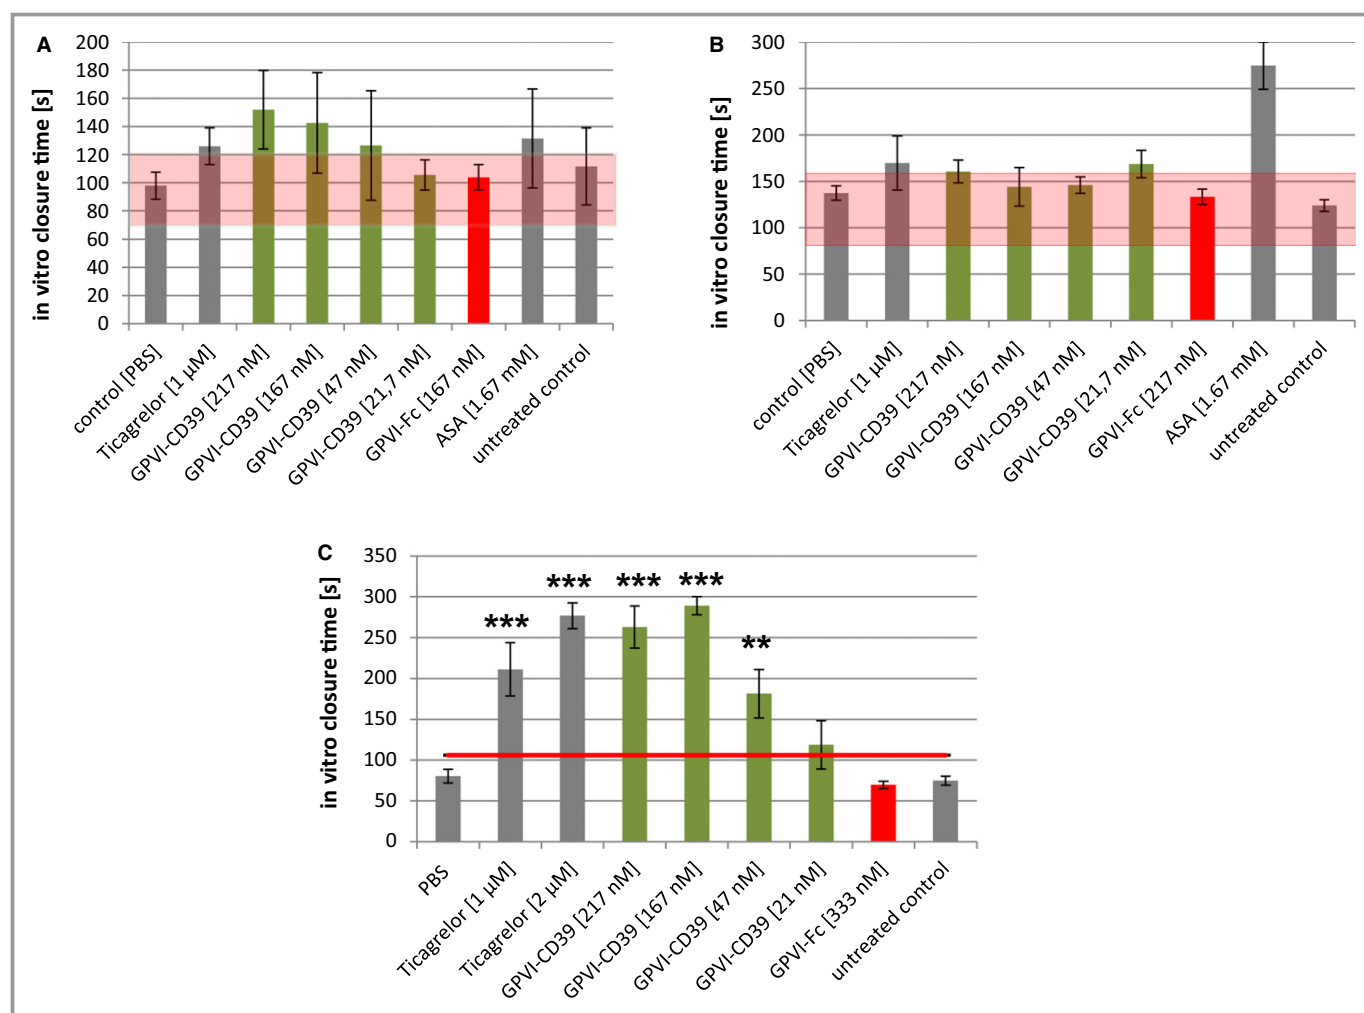 A
in vitro closure time [s]
200
180
160
140
120
100
80
60
40
20
0
control [PBS]
Ticagrelor [1 µM]
GPVI-CD39 [217 nM]
GPVI-CD39 [167 nM]
GPVI-CD39 [47 nM]
GPVI-CD39 [21,7 nM]
GPVI-Fc [167 nM]
ASA [1.67 mM]
untreated control
B
in vitro closure time [s]
300
250
200
150
100
50
0
control [PBS]
Ticagrelor [1 µM]
GPVI-CD39 [217 nM]
GPVI-CD39 [167 nM]
GPVI-CD39 [47 nM]
GPVI-CD39 [21,7 nM]
GPVI-Fc [217 nM]
ASA [1.67 mM]
untreated control
C
in vitro closure time [s]
350
300
250
200
150
100
50
0
***
***
***
***
**
PBS
Ticagrelor [1 µM]
Ticagrelor [2 µM]
GPVI-CD39 [217 nM]
GPVI-CD39 [167 nM]
GPVI-CD39 [47 nM]
GPVI-CD39 [21 nM]
GPVI-Fc [333 nM]
untreated control